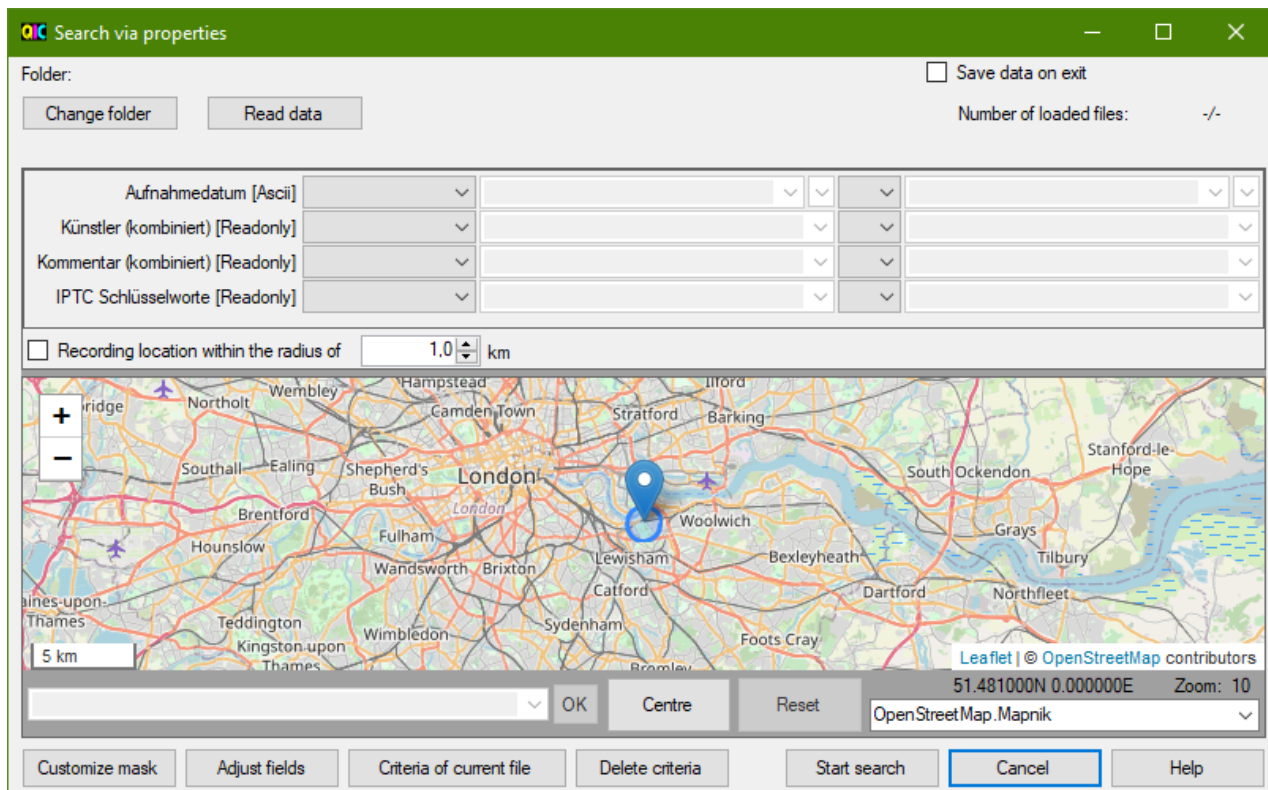 QIC Search via properties
Folder:
Save data on exit
Change folder Read data Number of loaded files: -/-
Aufnahmedatum [Ascii]
Künstler (kombiniert) [Readonly]
Kommentar (kombiniert) [Readonly]
IPTC Schlüsselworte [Readonly]
Recording location within the radius of 1,0 km
Hampstead Ilford
Wembley
+ ridge Northolt Camden Town Stratford Barking
− Southall Ealing Shepherd's Bush London South Ockendon Stanford-le-Hope
London
Brentford Fulham Woolwich Grays
Hounslow Wandsworth Brixton Lewisham Bexleyheath Tilbury
Catford Dartford Northfleet
aines-upon-Thames Teddington Wimbledon Sydenham Foots Cray
Kingston upon Thames Bromley
5 km Leaflet | © OpenStreetMap contributors
51.481000N 0.000000E Zoom: 10
OK Centre Reset OpenStreetMap.Mapnik
Customize mask Adjust fields Criteria of current file Delete criteria Start search Cancel Help